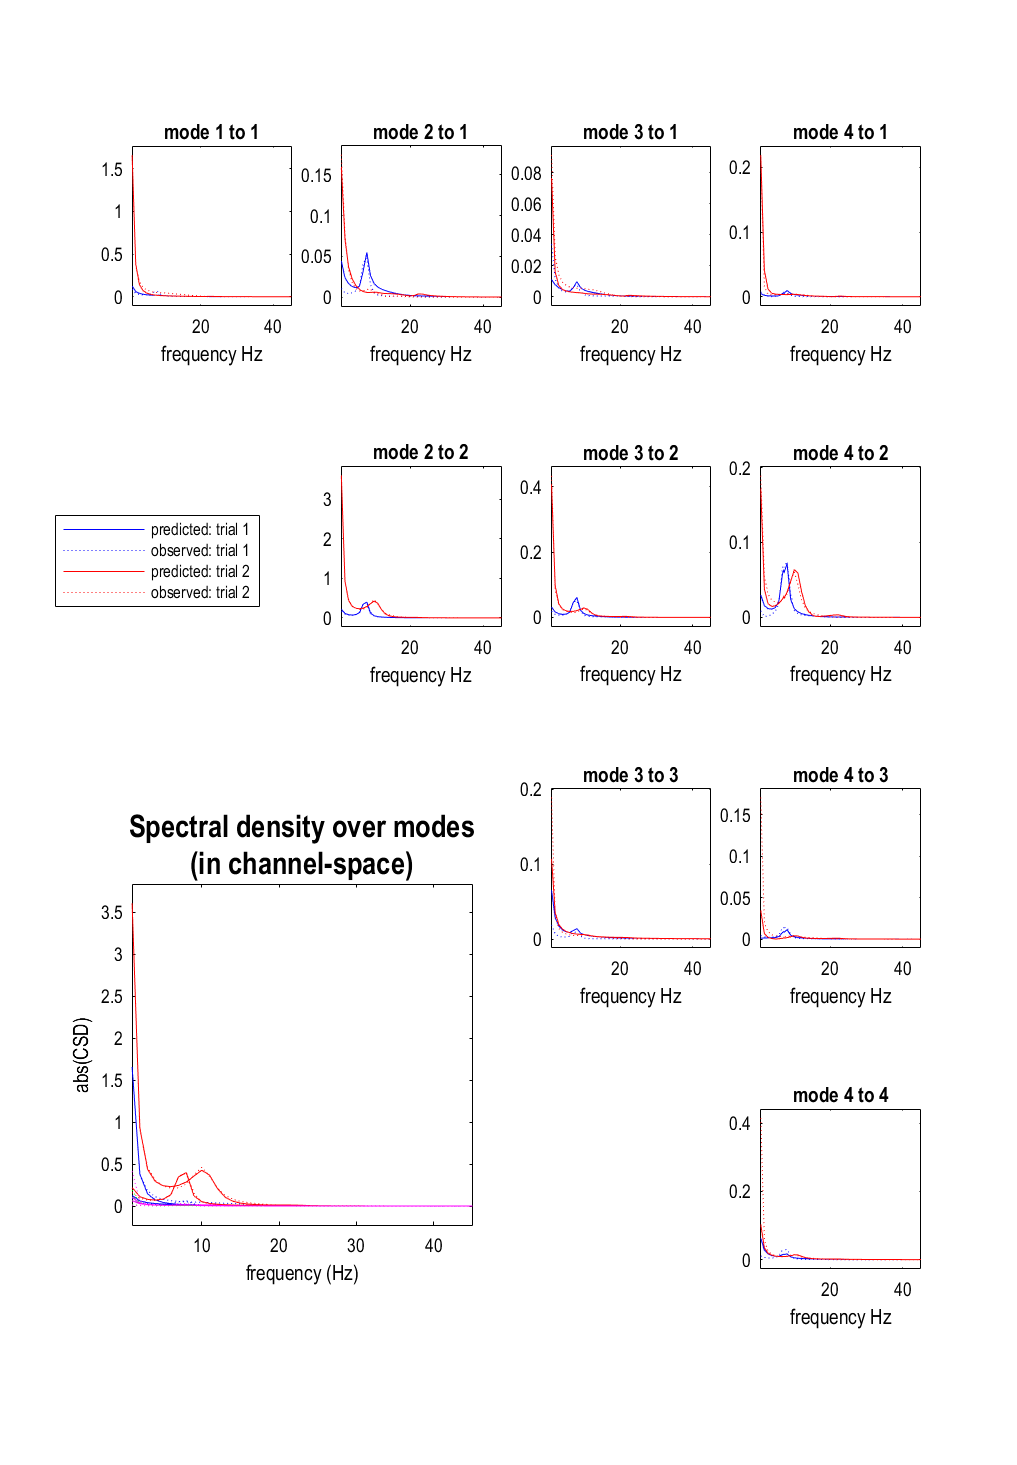 mode 1 to 1
mode 2 to 1
mode 3 to 1
mode 4 to 1
1.5
1
0.5
0
20
40
frequency Hz
0.15
0.1
0.05
0
20
40
frequency Hz
0.08
0.06
0.04
0.02
0
20
40
frequency Hz
0.2
0.1
0
20
40
frequency Hz
mode 2 to 2
mode 3 to 2
mode 4 to 2
3
2
1
0
20
40
frequency Hz
0.4
0.2
0
20
40
frequency Hz
0.2
0.1
0
20
40
frequency Hz
predicted: trial 1
observed: trial 1
predicted: trial 2
observed: trial 2
mode 3 to 3
mode 4 to 3
0.2
0.1
0
20
40
frequency Hz
0.15
0.1
0.05
0
20
40
frequency Hz
Spectral density over modes
(in channel-space)
3.5
3
2.5
2
1.5
1
0.5
0
abs(CSD)
10
20
30
40
frequency (Hz)
mode 4 to 4
0.4
0.2
0
20
40
frequency Hz